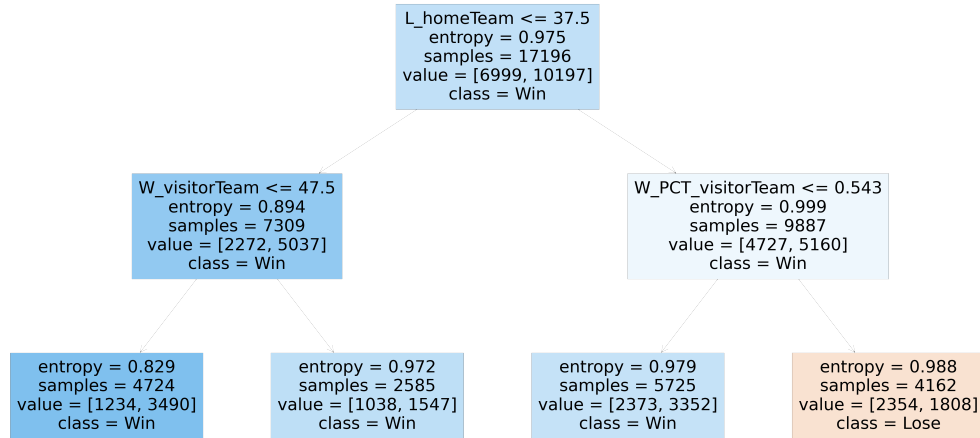 L_homeTeam <= 37.5
entropy = 0.975
samples = 17196
value = [6999, 10197]
class = Win
W_visitorTeam <= 47.5
entropy = 0.894
samples = 7309
value = [2272, 5037]
class = Win
W_PCT_visitorTeam <= 0.543
entropy = 0.999
samples = 9887
value = [4727, 5160]
class = Win
entropy = 0.829
samples = 4724
value = [1234, 3490]
class = Win
entropy = 0.972
samples = 2585
value = [1038, 1547]
class = Win
entropy = 0.979
samples = 5725
value = [2373, 3352]
class = Win
entropy = 0.988
samples = 4162
value = [2354, 1808]
class = Lose